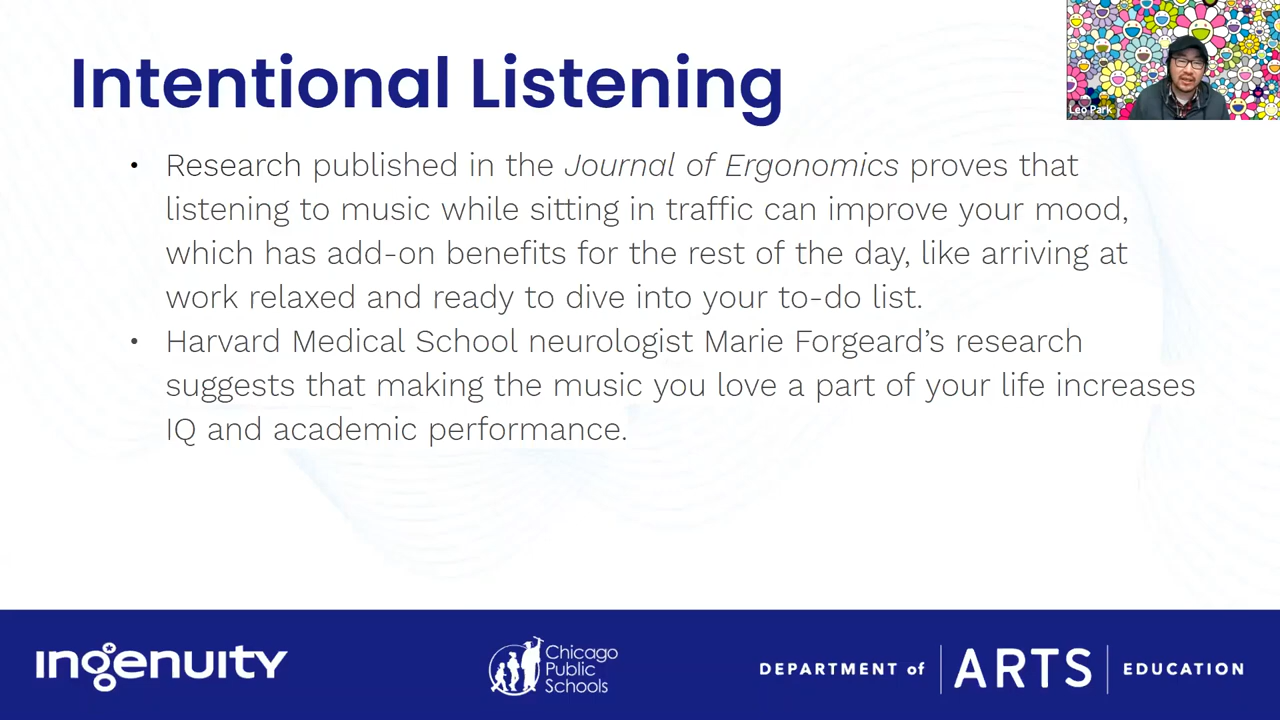 Intentional Listening
Leo Park
• Research published in the Journal of Ergonomics proves that
listening to music while sitting in traffic can improve your mood,
which has add-on benefits for the rest of the day, like arriving at
work relaxed and ready to dive into your to-do list.
• Harvard Medical School neurologist Marie Forgeard’s research
suggests that making the music you love a part of your life increases
IQ and academic performance.
ingenuity
Chicago
Public
Schools
DEPARTMENT of ARTS EDUCATION